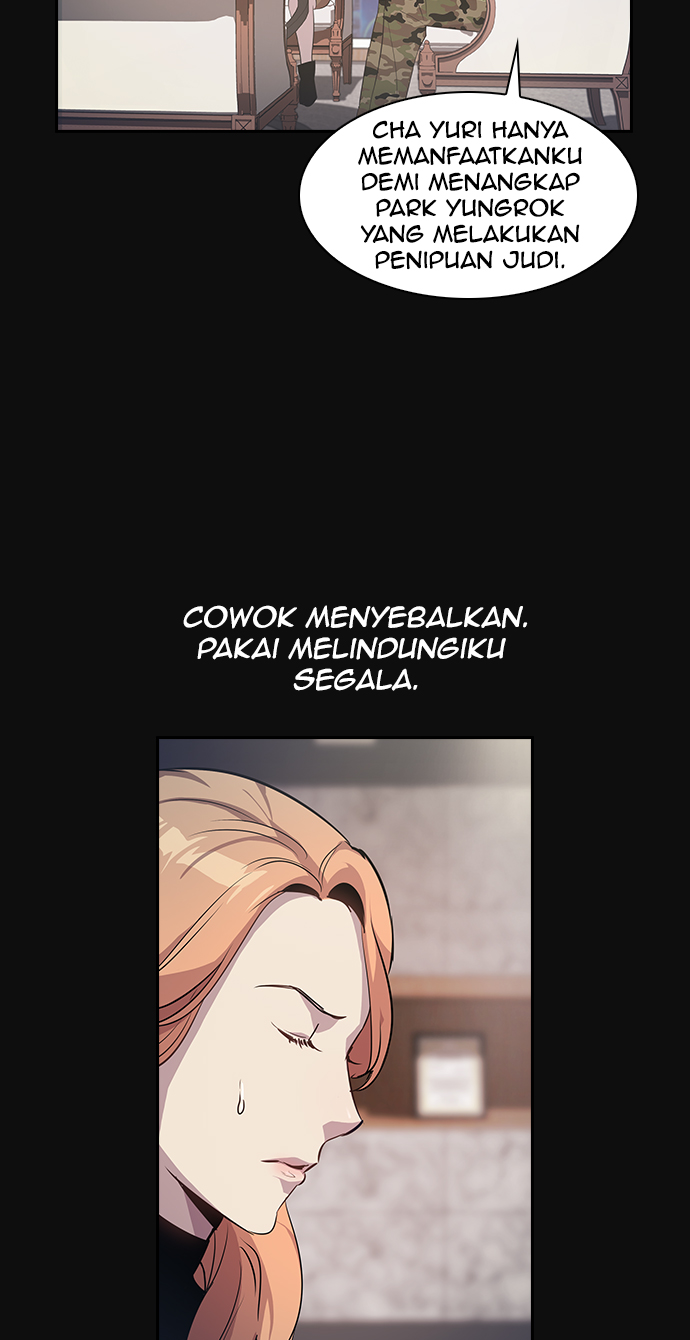 CHA YURI HANYA
MEMANFAATKANKU
DEMI MENANGKAP
PARK YUNGROK
YANG MELAKUKAN
PENIPUAN JUDI.
COWOK MENYEBALKAN.
PAKAI MELINDUNGIKU
SEGALA.